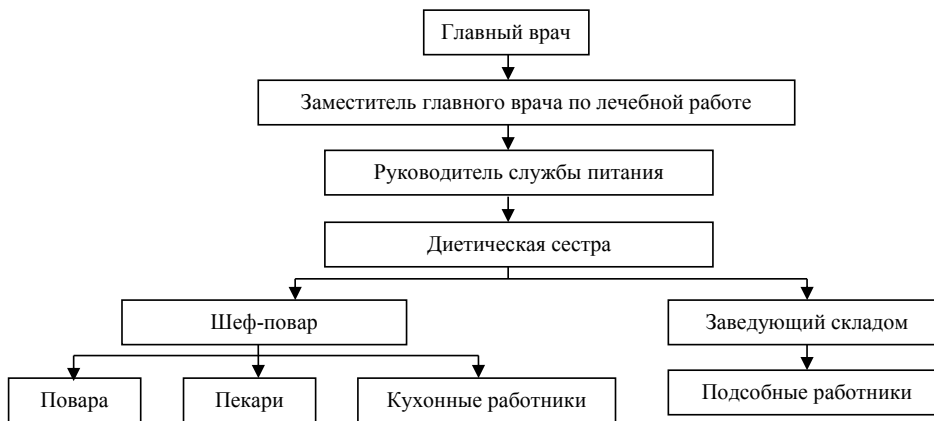 Главный врач
Заместитель главного врача по лечебной работе
Руководитель службы питания
Диетическая сестра
Шеф-повар
Заведующий складом
Повара
Пекари
Кухонные работники
Подсобные работники